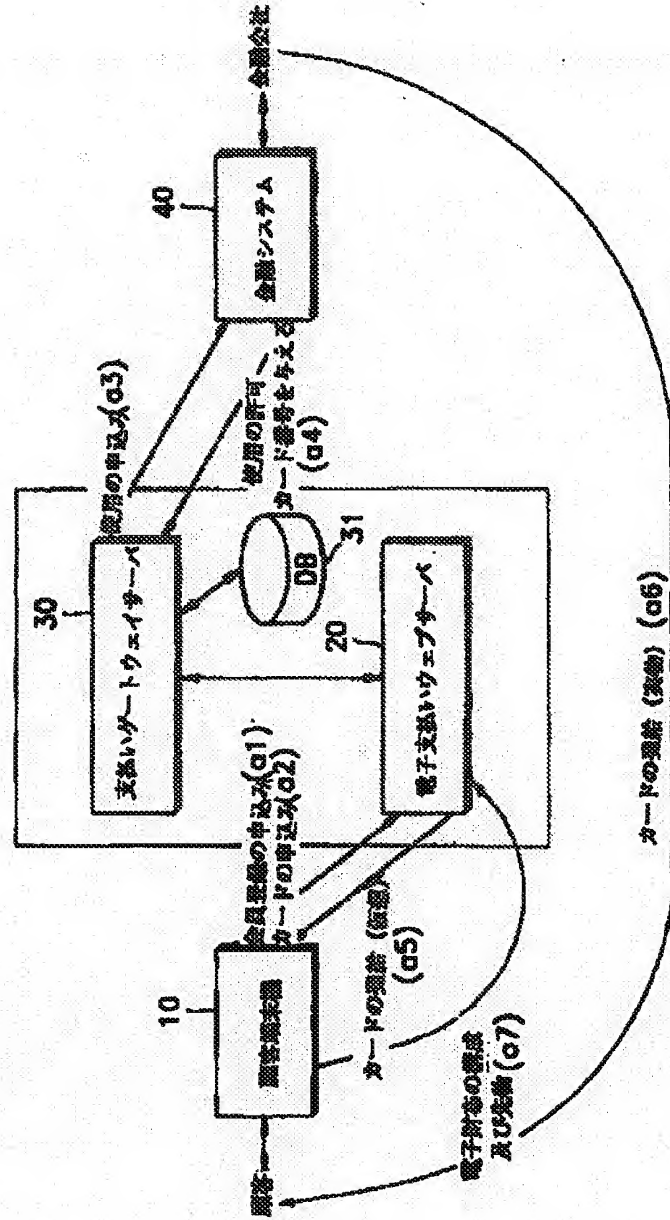 顧客
10
顧客端末機
会員登録の申込み(a1)
カードの申込み(a2)
カードの発給 (仮想)
(a5)
電子財布の構成
及び先納(a7)
30
支払いゲートウェイサーバ
DB
31
20
電子支払いウェブサーバ
使用の申込み(a3)
使用の許可
カード番号を与える
(a4)
40
金融システム
金融会社
カードの発給 (実物) (a6)